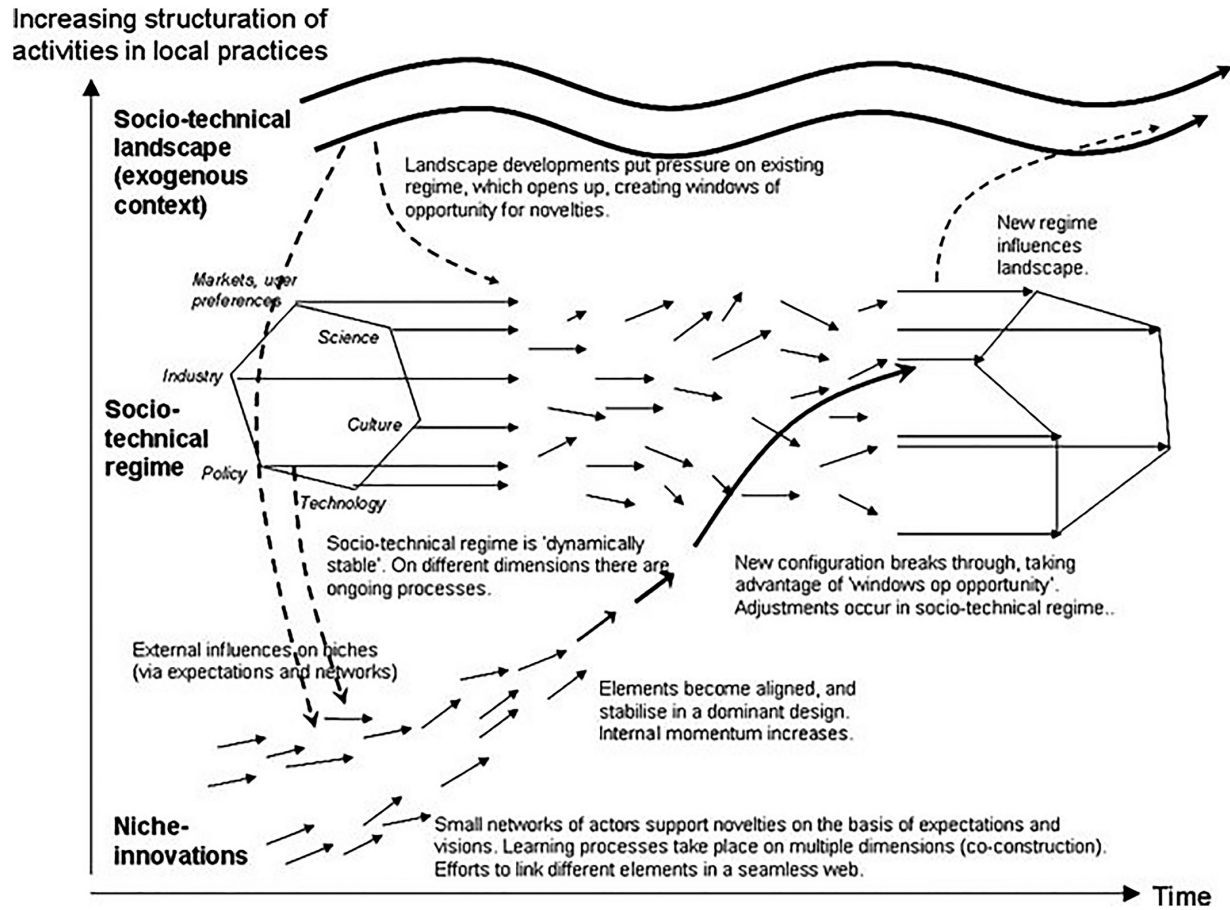 Increasing structuration of
activities in local practices
Socio-technical
landscape
(exogenous
context)
Landscape developments put pressure on existing
regime, which opens up, creating windows of
opportunity for novelties.
New regime
influences
landscape.
Markets, user
preferences
Science
Industry
Socio-
technical
regime
Culture
Policy
Technology
Socio-technical regime is 'dynamically
stable'. On different dimensions there are
ongoing processes.
New configuration breaks through, taking
advantage of 'windows op opportunity'.
Adjustments occur in socio-technical regime..
External influences on niches
(via expectations and networks)
Elements become aligned, and
stabilise in a dominant design.
Internal momentum increases.
Niche-
innovations
Small networks of actors support novelties on the basis of expectations and
visions. Learning processes take place on multiple dimensions (co-construction).
Efforts to link different elements in a seamless web.
Time